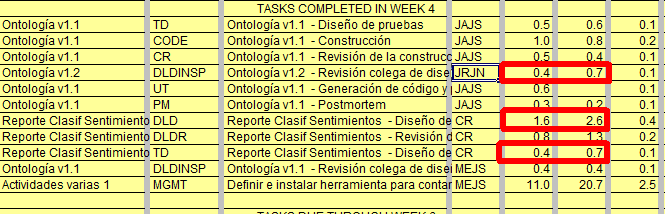 TASKS COMPLETED IN WEEK 4
Ontología v1.1 TD Ontología v1.1 - Diseño de pruebas JAJS 0.5 0.6 0.1
Ontología v1.1 CODE Ontología v1.1 - Construcción JAJS 1.0 0.8 0.2
Ontología v1.1 CR Ontología v1.1 - Revisión de la construcc JAJS 0.5 0.4 0.1
Ontología v1.2 DLDINSP Ontología v1.2 - Revisión colega de dise JRJN 0.4 0.7 0.1
Ontología v1.1 UT Ontología v1.1 - Generación de código y JAJS 0.6 0.1
Ontología v1.1 PM Ontología v1.1 - Postmortem JAJS 0.3 0.2 0.1
Reporte Clasif Sentimiento DLD Reporte Clasif Sentimientos - Diseño de CR 1.6 2.6 0.4
Reporte Clasif Sentimiento DLDR Reporte Clasif Sentimientos - Revisión d CR 0.8 1.3 0.2
Reporte Clasif Sentimiento TD Reporte Clasif Sentimientos - Diseño de CR 0.4 0.7 0.1
Ontología v1.1 DLDINSP Ontología v1.1 - Revisión colega de dise MEJS 0.4 0.4 0.1
Actividades varias 1 MGMT Definir e instalar herramienta para contar MEJS 11.0 20.7 2.5